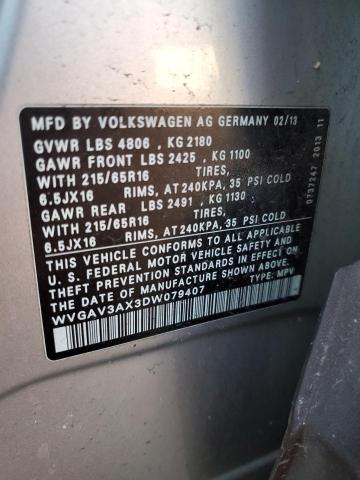 MFD BY VOLKSWAGEN AG GERMANY 02/13
GVWR LBS 4806 , KG 2180
GAWR FRONT LBS 2425 , KG 1100
WITH 215/65R16 TIRES,
6.5JX16 RIMS, AT 240KPA, 35 PSI COLD
GAWR REAR LBS 2491 , KG 1130
WITH 215/65R16 TIRES,
6.5JX16 RIMS, AT 240KPA, 35 PSI COLD
THIS VEHICLE CONFORMS TO ALL APPLICABLE
U. S. FEDERAL MOTOR VEHICLE SAFETY AND
THEFT PREVENTION STANDARDS IN EFFECT ON
THE DATE OF MANUFACTURE SHOWN ABOVE.
TYPE: MPV
WVGAV3AX3DW079407
0737247 2013 11